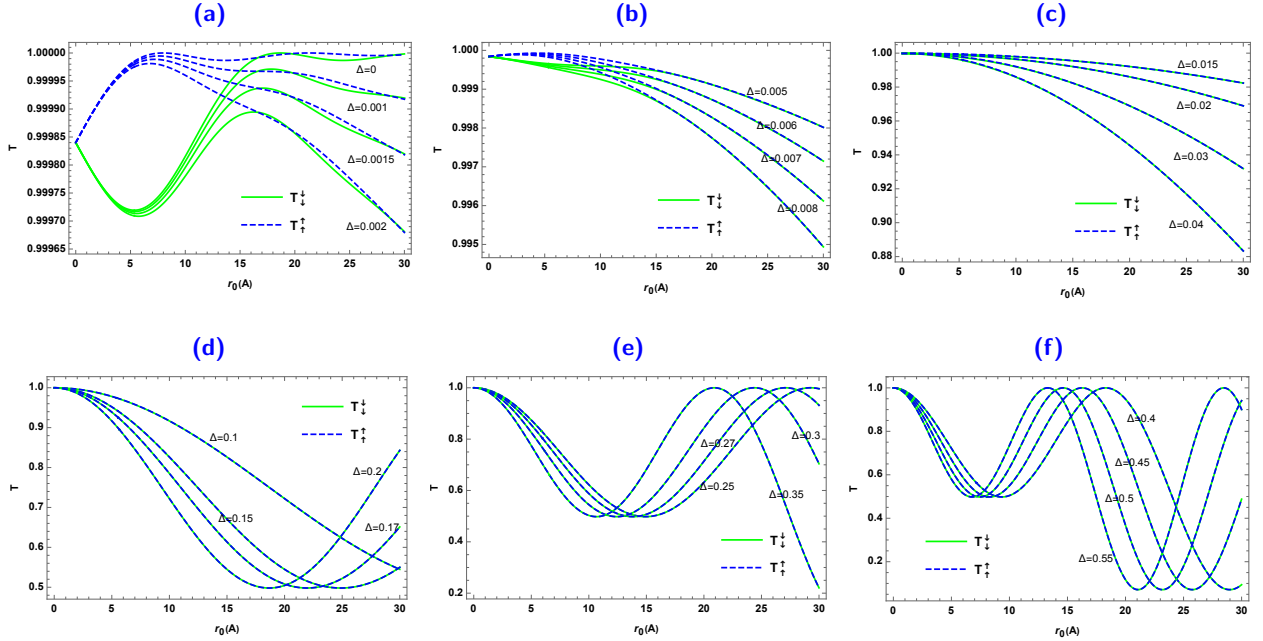 (a)
1.00000
0.99995
0.99990
0.99985
0.99980
0.99975
0.99970
0.99965
T
0 5 10 15 20 25 30
r₀(A)
Δ=0
Δ=0.001
Δ=0.0015
Δ=0.002
T↓↓
T↑↑
(b)
1.000
0.999
0.998
0.997
0.996
0.995
T
0 5 10 15 20 25 30
r₀(A)
Δ=0.005
Δ=0.006
Δ=0.007
Δ=0.008
T↓↓
T↑↑
(c)
1.00
0.98
0.96
0.94
0.92
0.90
0.88
T
0 5 10 15 20 25 30
r₀(A)
Δ=0.015
Δ=0.02
Δ=0.03
Δ=0.04
T↓↓
T↑↑
(d)
1.0
0.9
0.8
0.7
0.6
0.5
T
0 5 10 15 20 25 30
r₀(A)
T↓↓
T↑↑
Δ=0.1
Δ=0.2
Δ=0.15
Δ=0.17
(e)
1.0
0.8
0.6
0.4
0.2
T
0 5 10 15 20 25 30
r₀(A)
Δ=0.27
Δ=0.3
Δ=0.25
Δ=0.35
T↓↓
T↑↑
(f)
1.0
0.8
0.6
0.4
0.2
T
0 5 10 15 20 25 30
r₀(A)
Δ=0.4
Δ=0.45
Δ=0.5
Δ=0.55
T↓↓
T↑↑